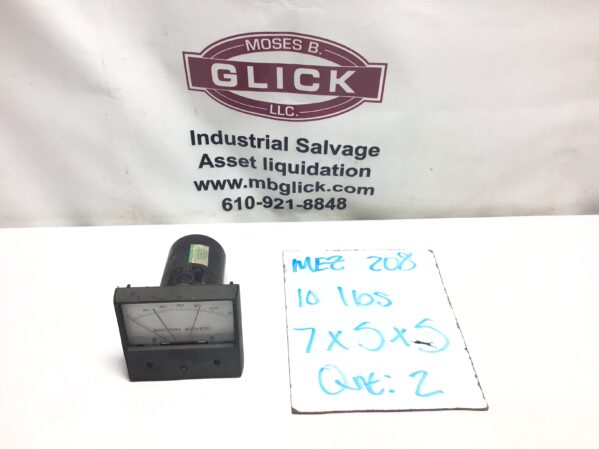 MOSES B.
GLICK
LLC.
Industrial Salvage
Asset liquidation
www.mbglick.com
610-921-8848
MEZ 208
10 lbs
7 x 5 x 5
Qnt: 2